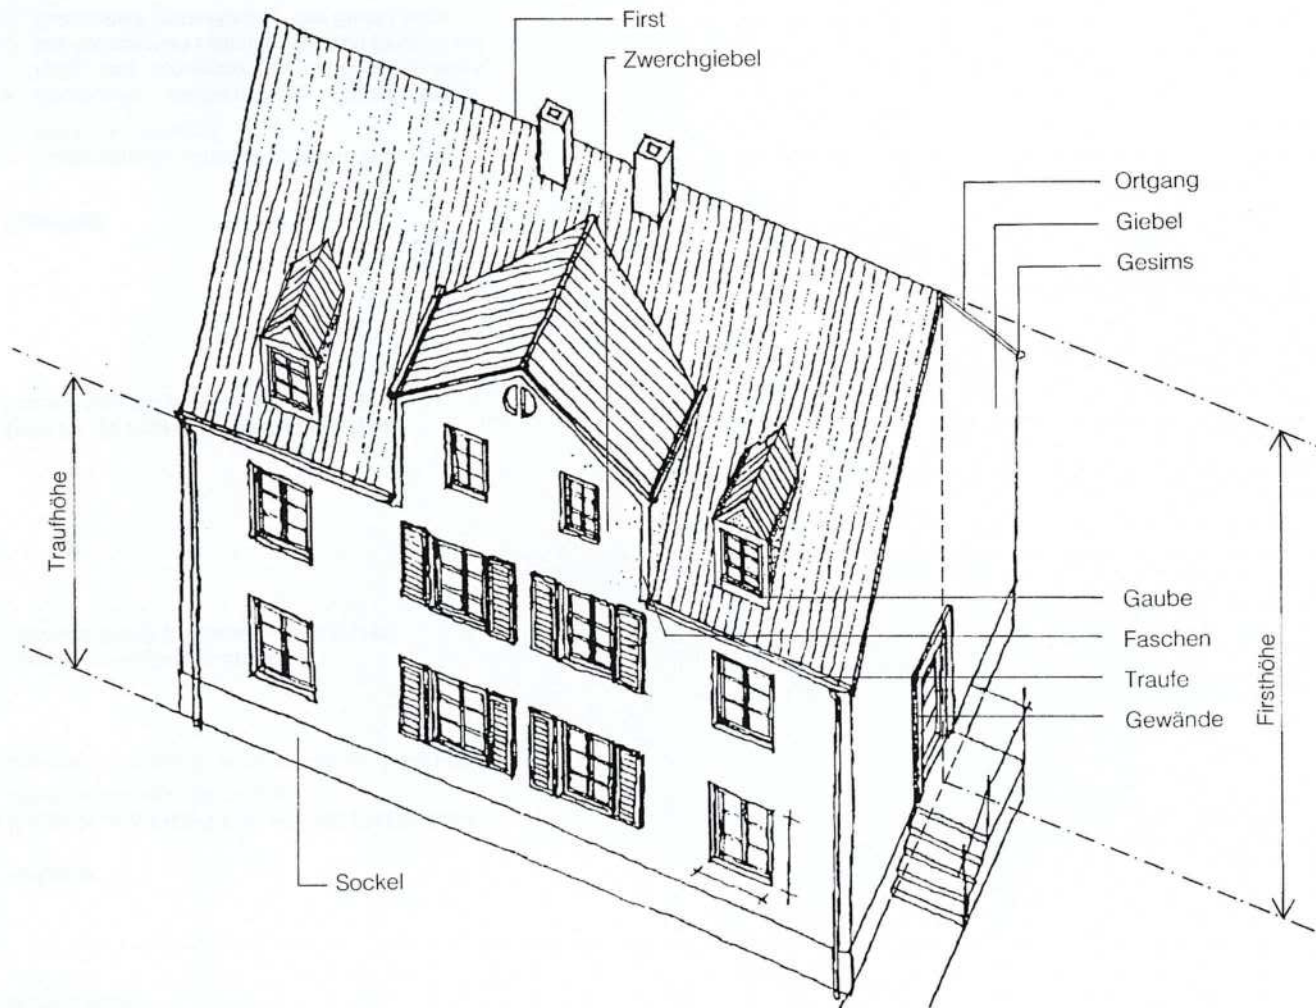 First
Zwerchgiebel
Ortgang
Giebel
Gesims
Traufhöhe
Gaube
Faschen
Traufe
Gewände
Firsthöhe
Sockel